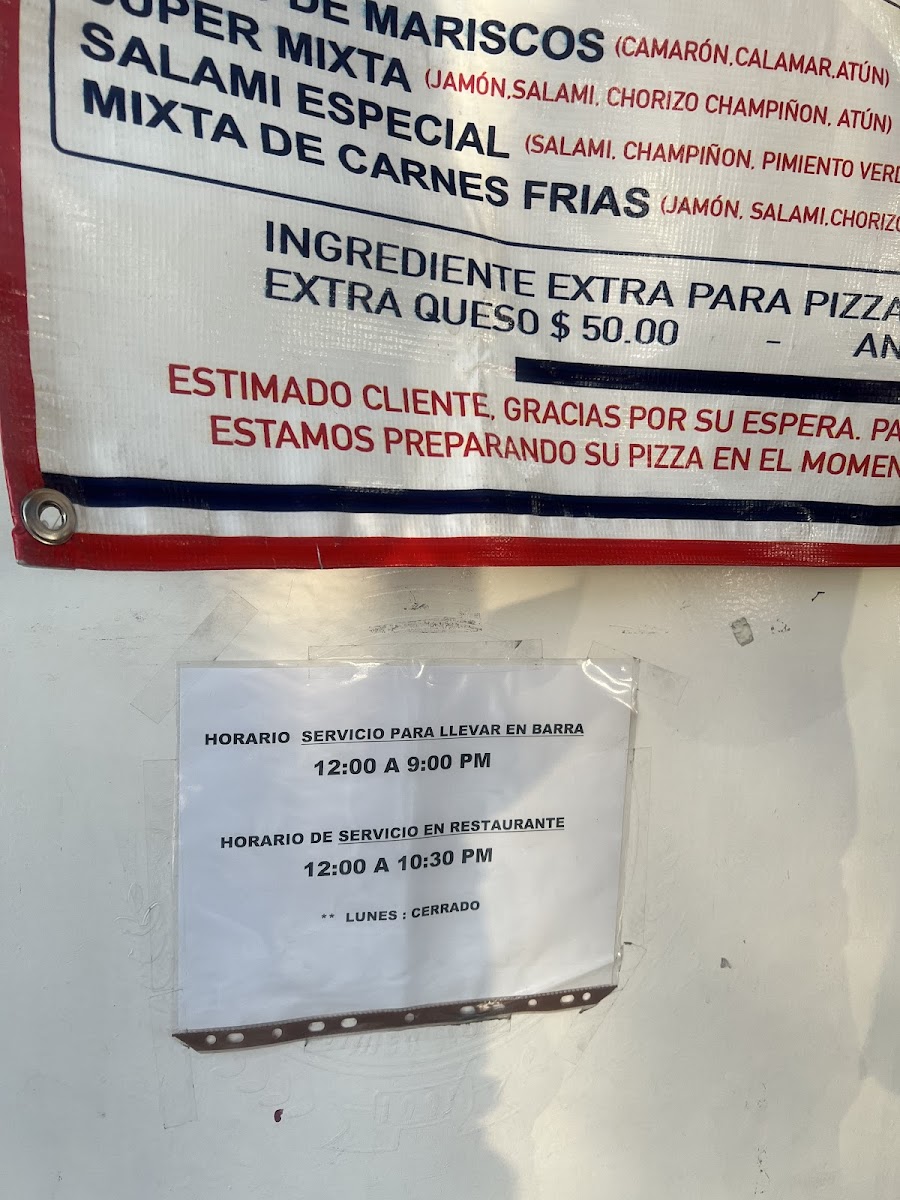 DE MARISCOS (CAMARÓN,CALAMAR,ATÚN)
SUPER MIXTA (JAMÓN,SALAMI, CHORIZO CHAMPIÑON, ATÚN)
SALAMI ESPECIAL (SALAMI, CHAMPIÑON, PIMIENTO VERD
MIXTA DE CARNES FRIAS (JAMÓN, SALAMI,CHORIZO
INGREDIENTE EXTRA PARA PIZZA
EXTRA QUESO $ 50.00 - AN
ESTIMADO CLIENTE, GRACIAS POR SU ESPERA. PA
ESTAMOS PREPARANDO SU PIZZA EN EL MOMEN
HORARIO SERVICIO PARA LLEVAR EN BARRA
12:00 A 9:00 PM
HORARIO DE SERVICIO EN RESTAURANTE
12:00 A 10:30 PM
** LUNES : CERRADO